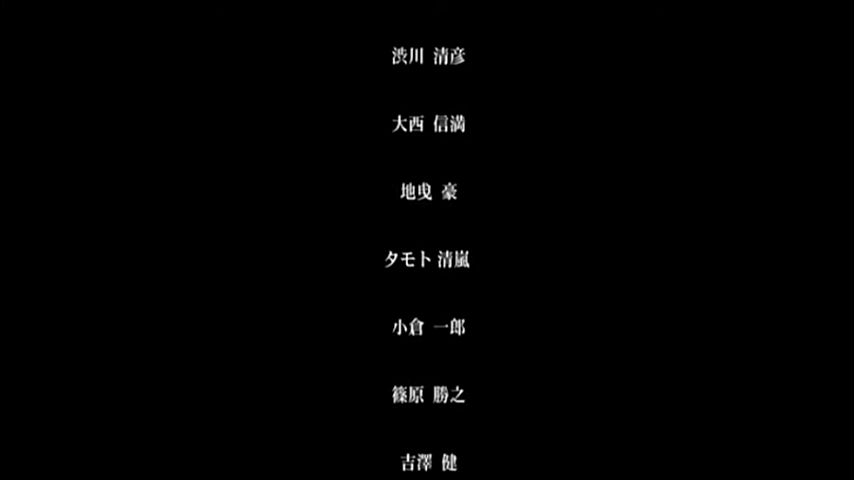 渋川 清彦
大西 信満
地曵 豪
タモト 清嵐
小倉 一郎
篠原 勝之
吉澤 健